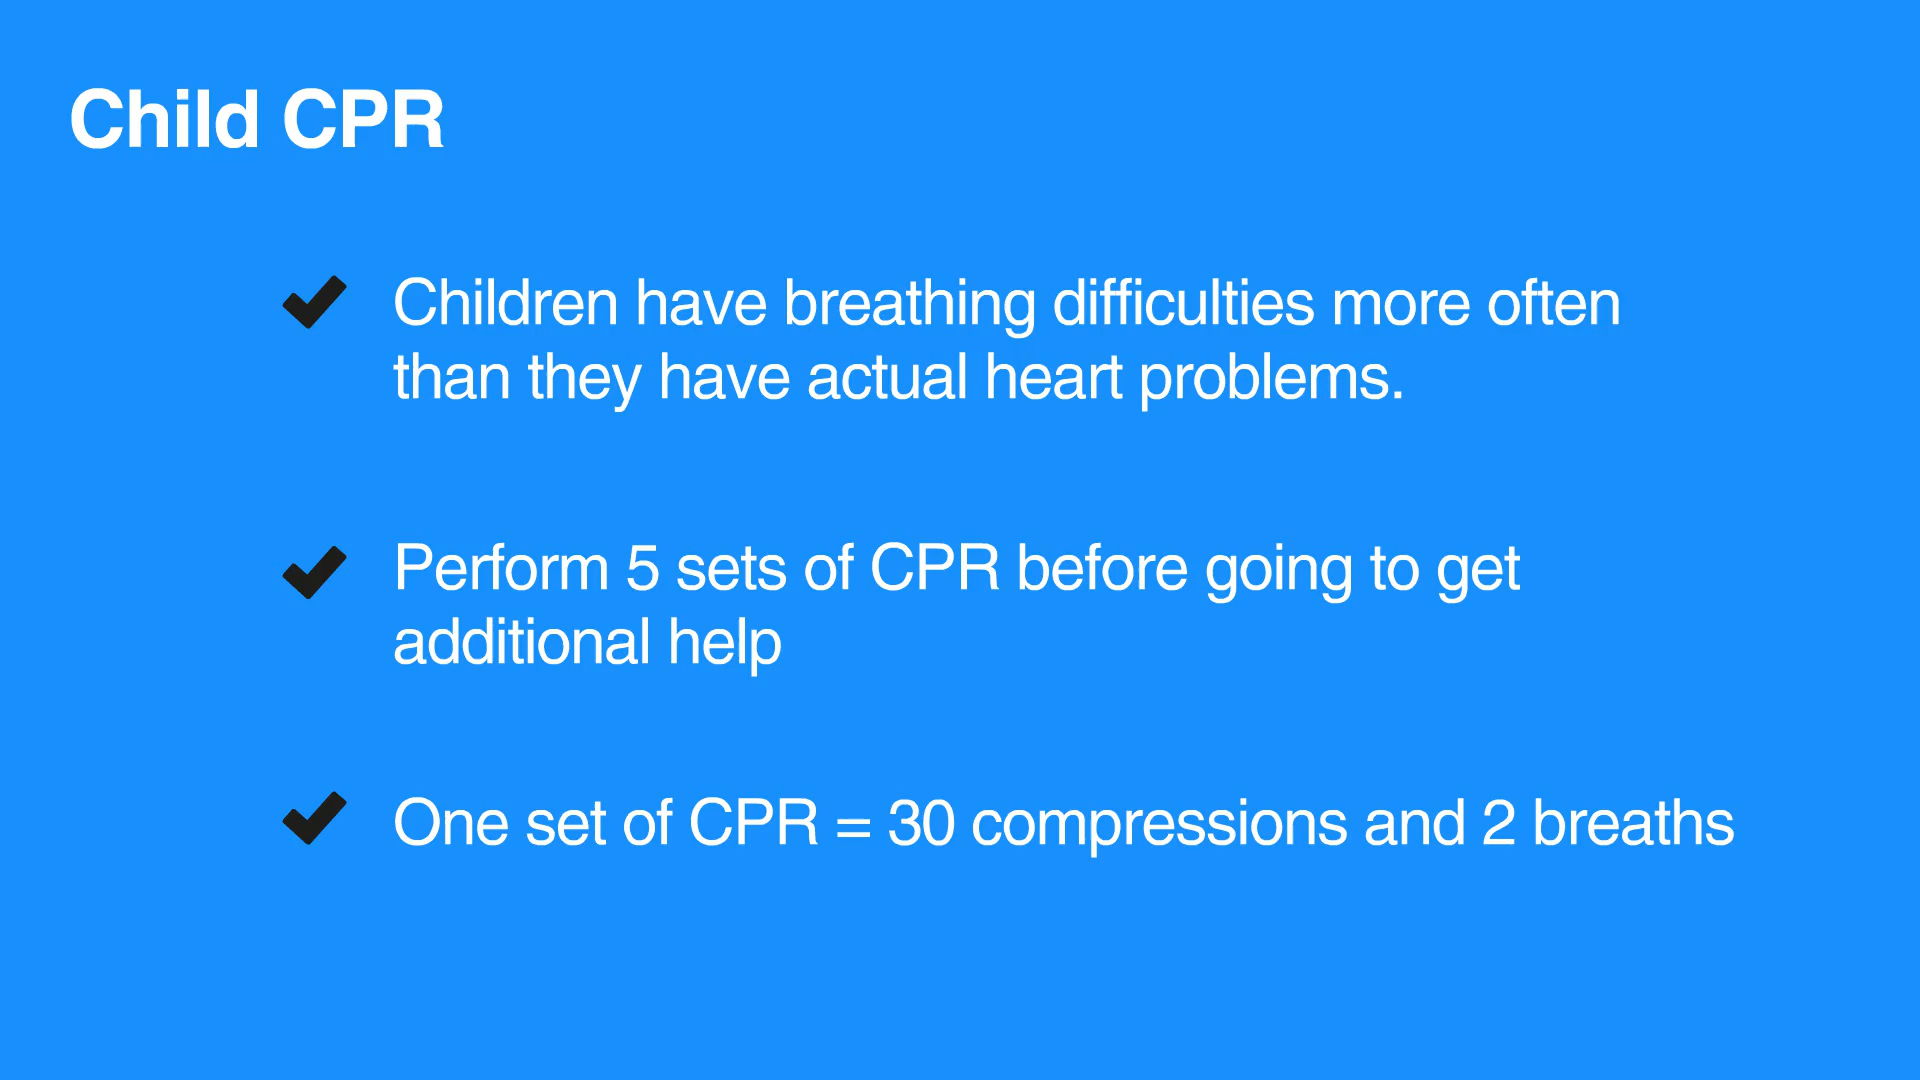 Child CPR
Children have breathing difficulties more often
than they have actual heart problems.
Perform 5 sets of CPR before going to get
additional help
One set of CPR = 30 compressions and 2 breaths